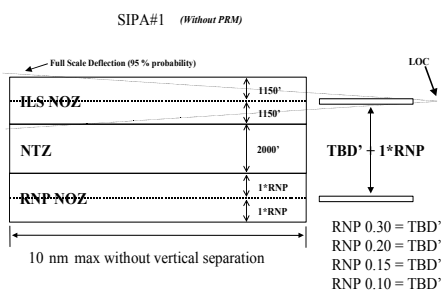 SIPA#1 (Without PRM)
Full Scale Deflection (95 % probability)
LOC
1150'
ILS NOZ
1150'
NTZ
2000'
TBD' + 1*RNP
1*RNP
RNP NOZ
1*RNP
RNP 0.30 = TBD'
RNP 0.20 = TBD'
RNP 0.15 = TBD'
RNP 0.10 = TBD'
10 nm max without vertical separation